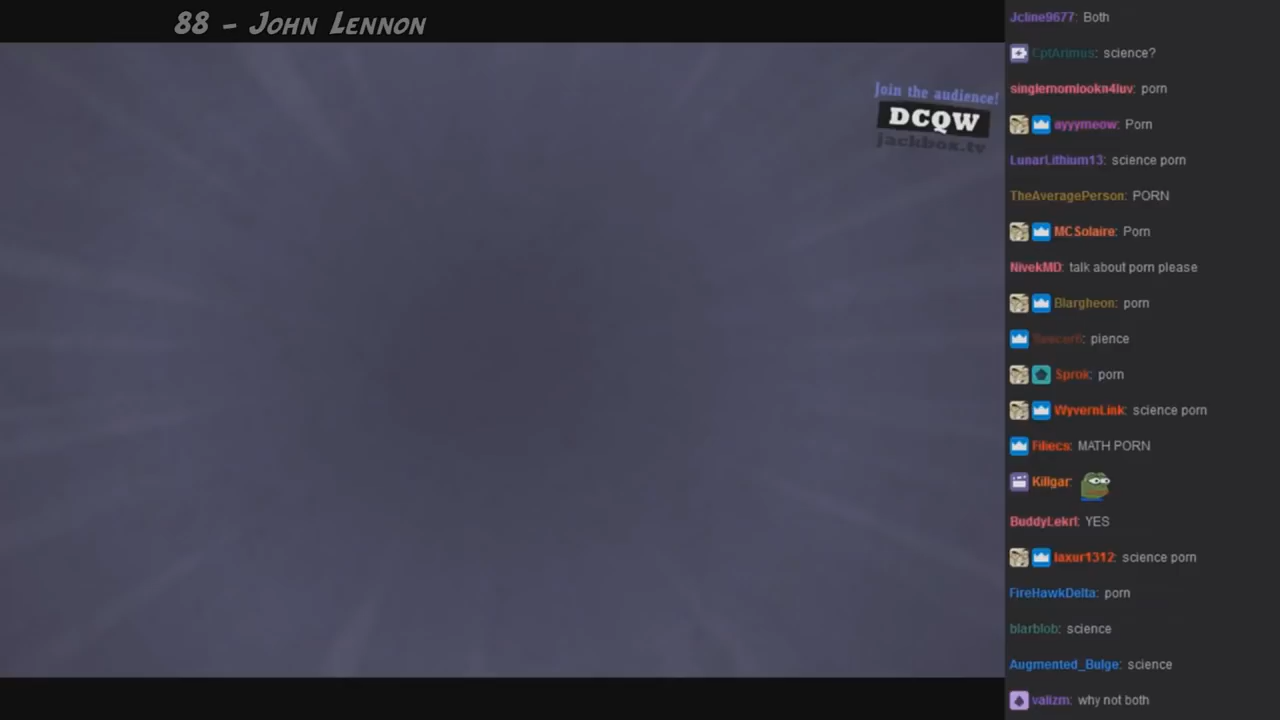 88 - John Lennon
Join the audience!
DCQW
jackbox.tv
Jcline9677: Both
CptArimus: science?
singlemomlookn4luv: porn
ayyymeow: Porn
LunarLithium13: science porn
TheAveragePerson: PORN
MCSolaire: Porn
NivekMD: talk about porn please
Blargheon: porn
pience
Sprok: porn
WyvernLink: science porn
Filiecs: MATH PORN
Killgar:
BuddyLekrl: YES
laxur1312: science porn
FireHawkDelta: porn
blarblob: science
Augmented_Bulge: science
valizm: why not both